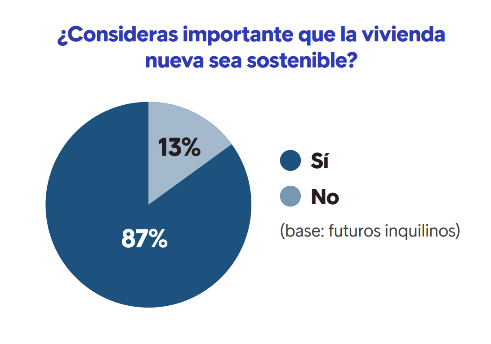 ¿Consideras importante que la vivienda
nueva sea sostenible?
13%
87%
Sí
No
(base: futuros inquilinos)